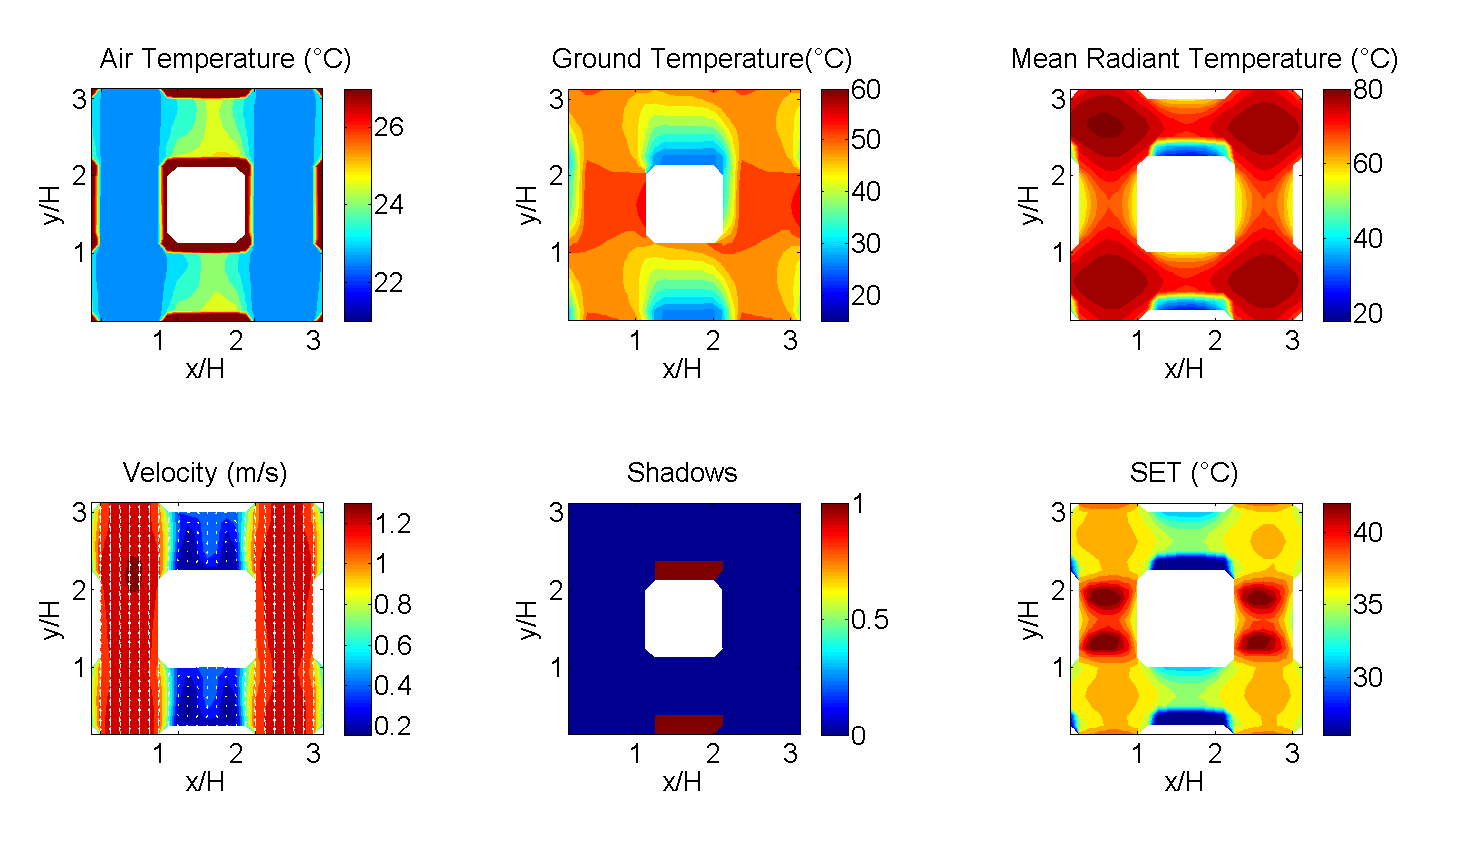 Air Temperature (°C)
3
2
1
y/H
1 2 3
x/H
26
24
22
Ground Temperature(°C)
3
2
1
y/H
1 2 3
x/H
60
50
40
30
20
Mean Radiant Temperature (°C)
3
2
1
y/H
1 2 3
x/H
80
60
40
20
Velocity (m/s)
3
2
1
y/H
1 2 3
x/H
1.2
1
0.8
0.6
0.4
0.2
Shadows
3
2
1
y/H
1 2 3
x/H
1
0.5
0
SET (°C)
3
2
1
y/H
1 2 3
x/H
40
35
30